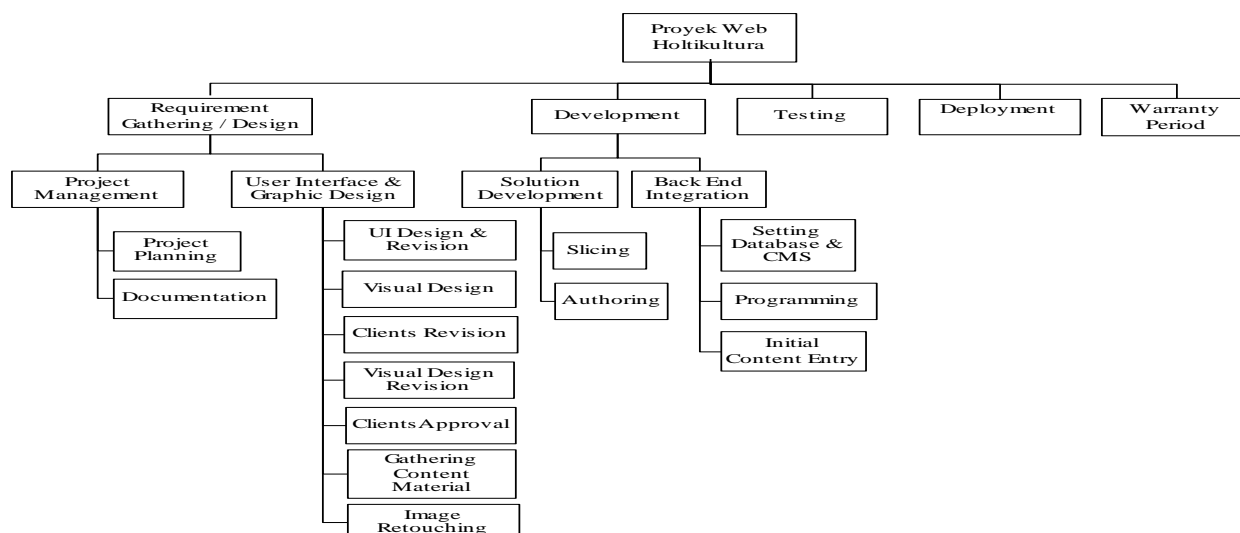 Proyek Web
Holtikultura
Requirement
Gathering / Design
Development
Testing
Deployment
Warranty
Period
Project
Management
User Interface &
Graphic Design
Solution
Development
Back End
Integration
Project
Planning
Documentation
UI Design &
Revision
Visual Design
Clients Revision
Visual Design
Revision
Clients Approval
Gathering
Content
Material
Image
Retouching
Slicing
Authoring
Setting
Database &
CMS
Programming
Initial
Content Entry